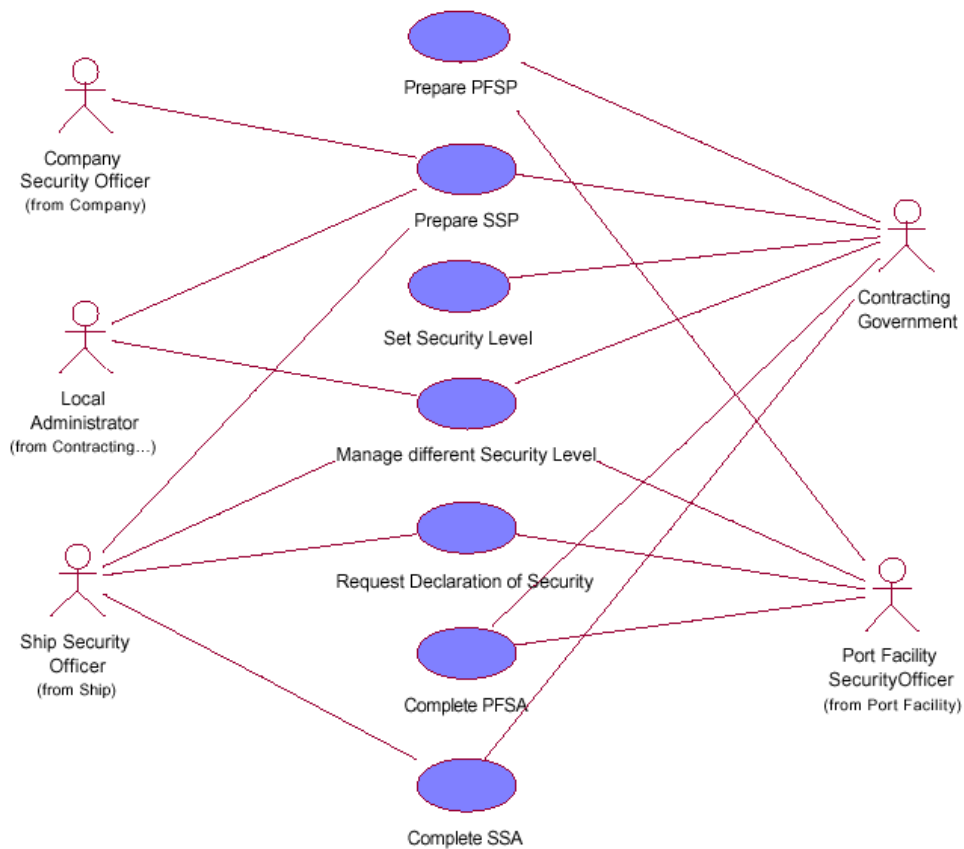 Prepare PFSP
Company
Security Officer
(from Company)
Prepare SSP
Contracting
Government
Set Security Level
Local
Administrator
(from Contracting...)
Manage different Security Level
Request Declaration of Security
Ship Security
Officer
(from Ship)
Port Facility
SecurityOfficer
(from Port Facility)
Complete PFSA
Complete SSA